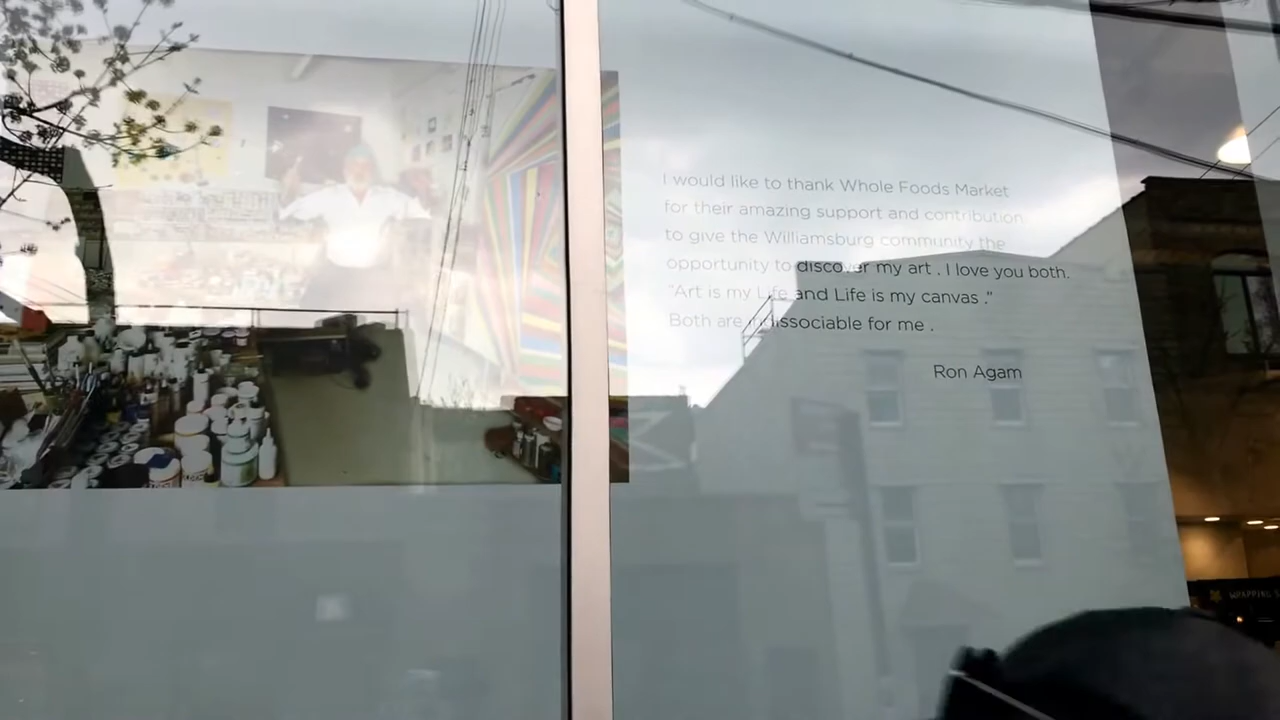 I would like to thank Whole Foods Market
for their amazing support and contribution
to give the Williamsburg community the
opportunity to discover my art . I love you both.
"Art is my Life and Life is my canvas ."
Both are indissociable for me .
Ron Agam
WRAPPING